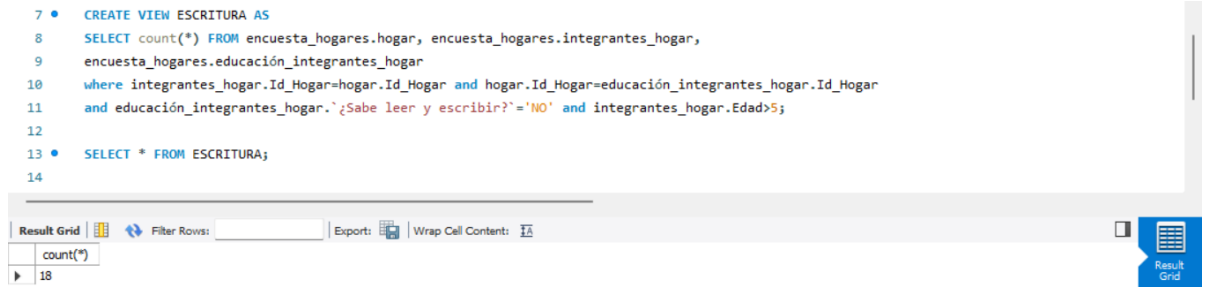 7 CREATE VIEW ESCRITURA AS
8 SELECT count(*) FROM encuesta_hogares.hogar, encuesta_hogares.integrantes_hogar,
9 encuesta_hogares.educación_integrantes_hogar
10 where integrantes_hogar.Id_Hogar=hogar.Id_Hogar and hogar.Id_Hogar=educación_integrantes_hogar.Id_Hogar
11 and educación_integrantes_hogar.`¿Sabe leer y escribir?`='NO' and integrantes_hogar.Edad>5;
12
13 SELECT * FROM ESCRITURA;
14
Result Grid Filter Rows: Export: Wrap Cell Content: IA
count(*)
18
Result
Grid